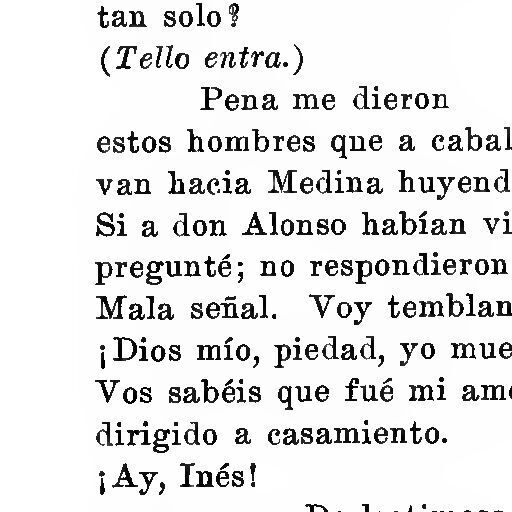 tan solo?
(Tello entra.)
Pena me dieron
estos hombres que a cabal
van hacia Medina huyend
Si a don Alonso habían vi
pregunté; no respondieron
Mala señal. Voy temblan
¡Dios mío, piedad, yo mue
Vos sabéis que fué mi am
dirigido a casamiento.
¡Ay, Inés!